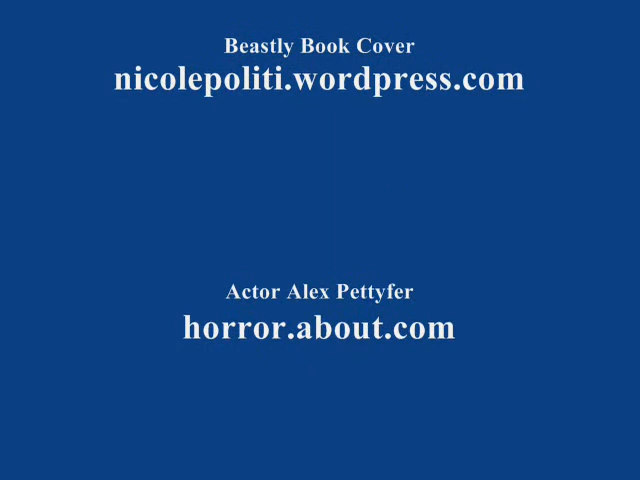 Beastly Book Cover
nicolepoliti.wordpress.com
Actor Alex Pettyfer
horror.about.com